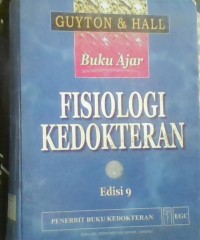 GUYTON & HALL
Buku Ajar
FISIOLOGI
KEDOKTERAN
Edisi 9
PENERBIT BUKU KEDOKTERAN EGC